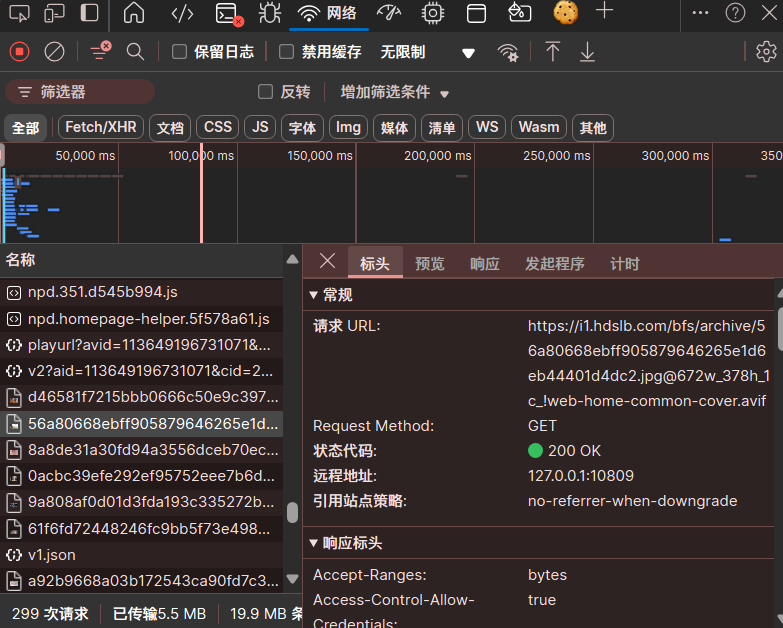 网络
保留日志
禁用缓存
无限制
筛选器
反转
增加筛选条件
全部
Fetch/XHR
文档
CSS
JS
字体
Img
媒体
清单
WS
Wasm
其他
50,000 ms
100,000 ms
150,000 ms
200,000 ms
250,000 ms
300,000 ms
350
名称
npd.351.d545b994.js
npd.homepage-helper.5f578a61.js
playurl?avid=113649196731071&...
v2?aid=113649196731071&cid=2...
d46581f7215bbb0666c50e9c397...
56a80668ebff905879646265e1d...
8a8de31a30fd94a3556dceb70ec...
0acbc39efe292ef95752eee7b6d...
9a808af0d01d3fda193c335272b...
61f6fd72448246fc9bb5f73e498...
v1.json
a92b9668a03b172543ca90fd7c3...
299 次请求
已传输5.5 MB
19.9 MB 条
标头
预览
响应
发起程序
计时
常规
请求 URL:
https://i1.hdslb.com/bfs/archive/5
6a80668ebff905879646265e1d6
eb44401d4dc2.jpg@672w_378h_1
c_!web-home-common-cover.avif
Request Method:
GET
状态代码:
200 OK
远程地址:
127.0.0.1:10809
引用站点策略:
no-referrer-when-downgrade
响应标头
Accept-Ranges:
bytes
Access-Control-Allow-
Credentials:
true